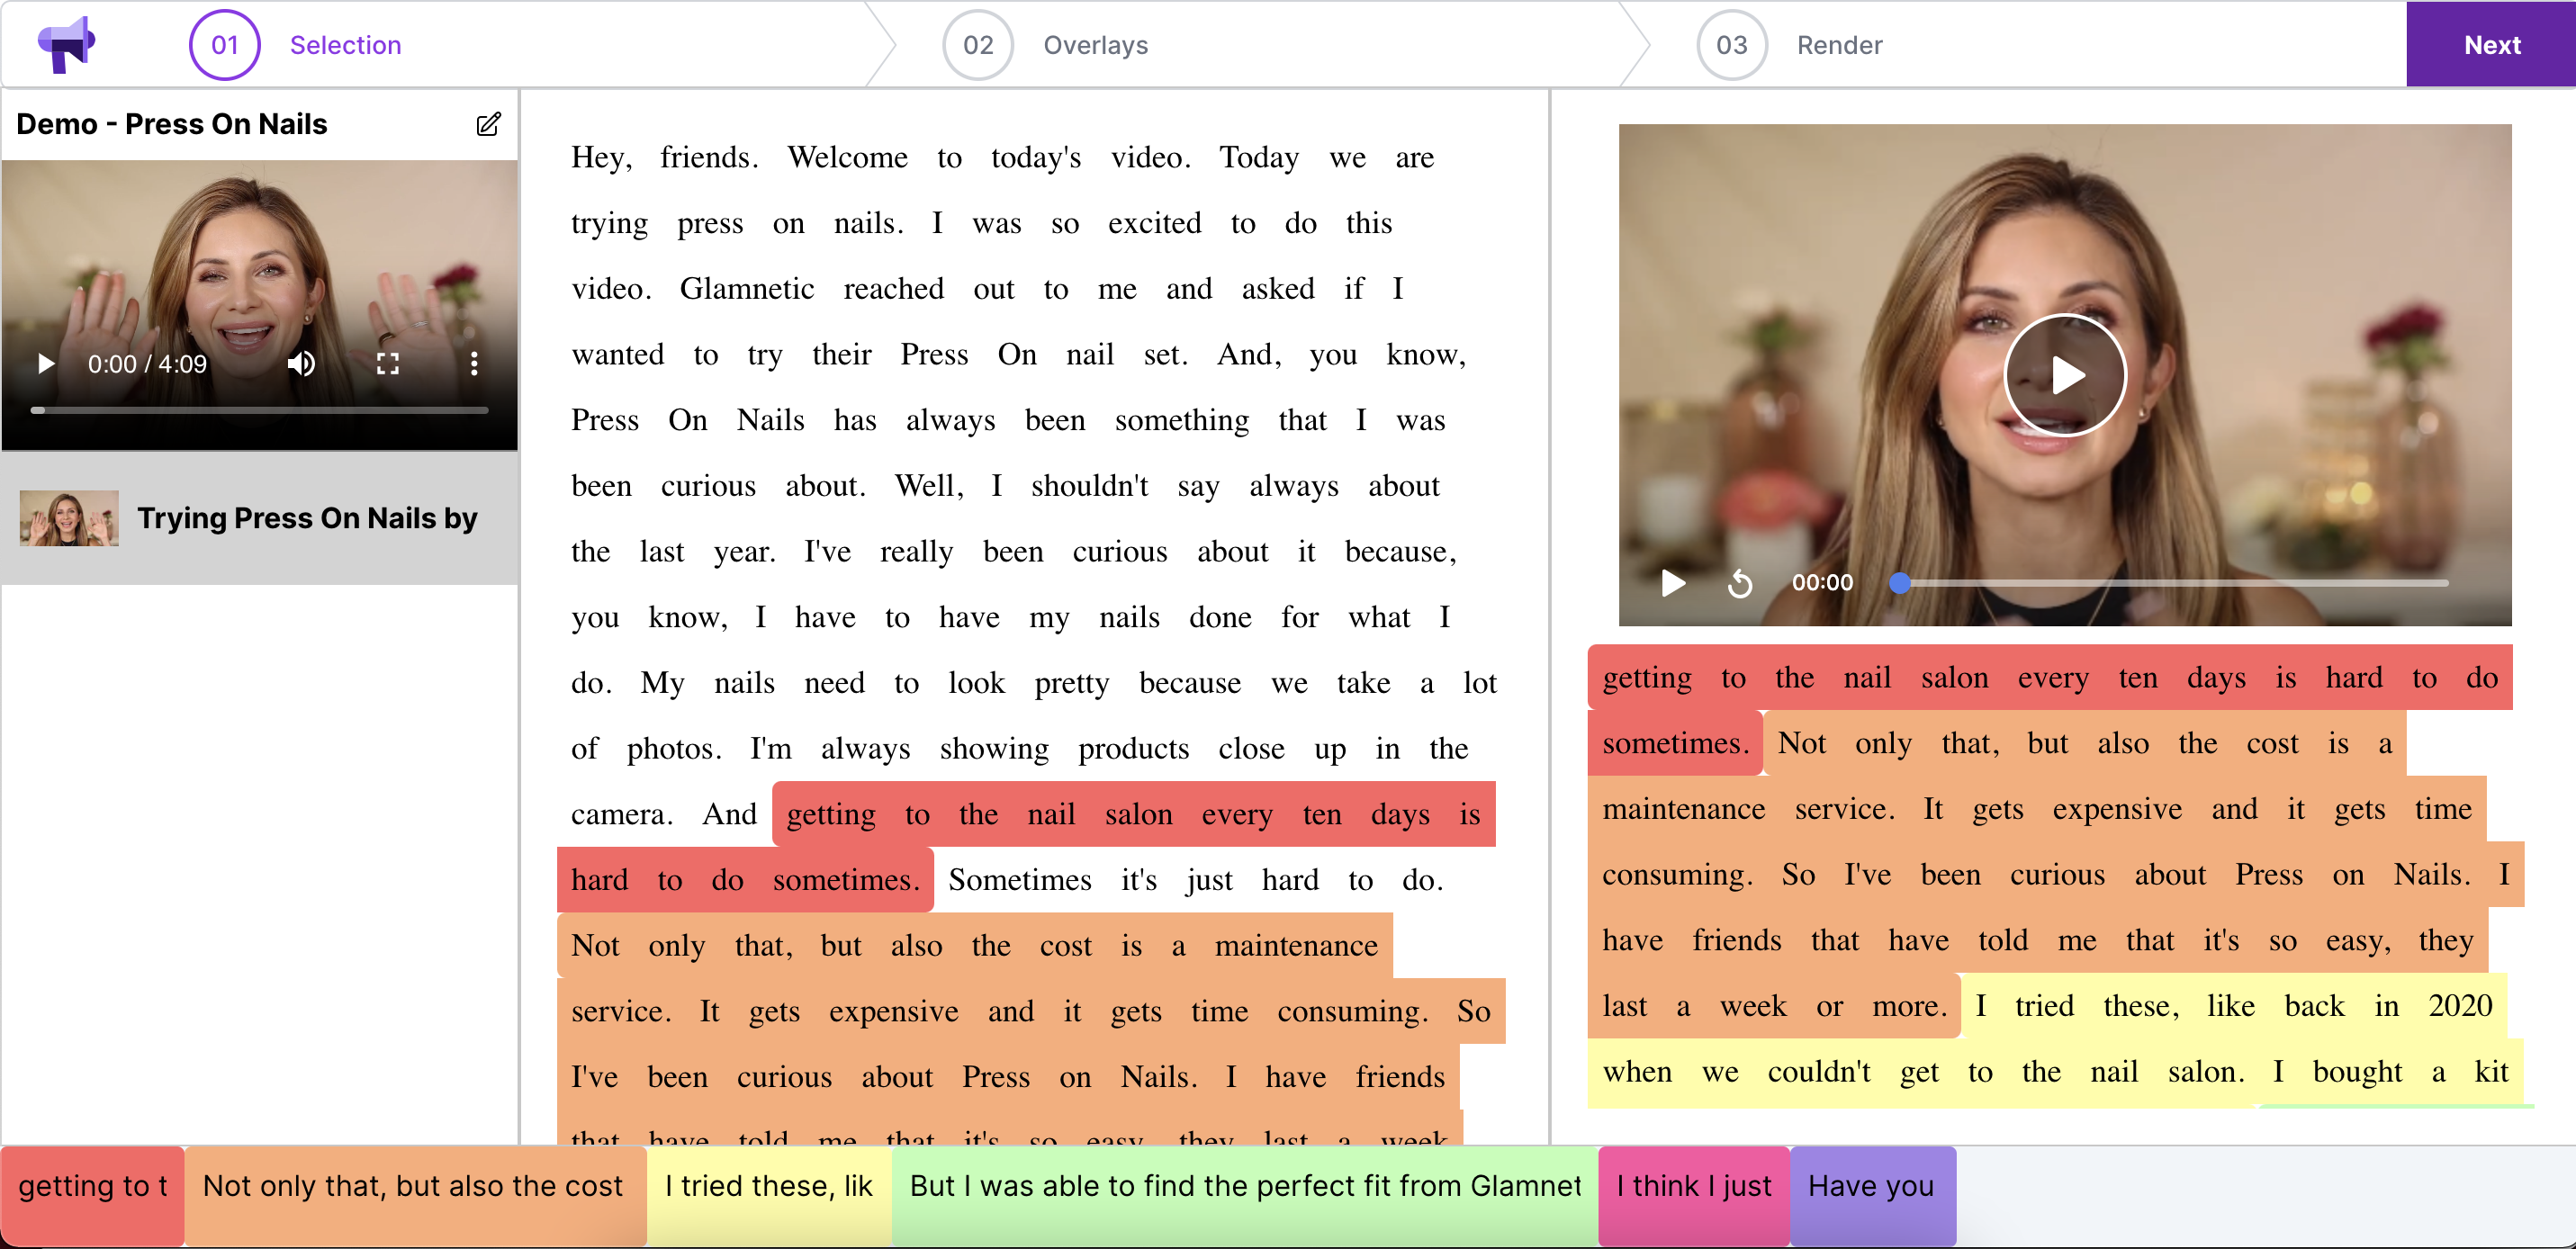 01 Selection
02 Overlays
03 Render
Next
Demo - Press On Nails
0:00 / 4:09
Trying Press On Nails by
Hey, friends. Welcome to today's video. Today we are
trying press on nails. I was so excited to do this
video. Glamnetic reached out to me and asked if I
wanted to try their Press On nail set. And, you know,
Press On Nails has always been something that I was
been curious about. Well, I shouldn't say always about
the last year. I've really been curious about it because,
you know, I have to have my nails done for what I
do. My nails need to look pretty because we take a lot
of photos. I'm always showing products close up in the
camera. And getting to the nail salon every ten days is
hard to do sometimes. Sometimes it's just hard to do.
Not only that, but also the cost is a maintenance
service. It gets expensive and it gets time consuming. So
I've been curious about Press on Nails. I have friends
that have told me that it's so easy, they last a week
00:00
getting to the nail salon every ten days is hard to do
sometimes. Not only that, but also the cost is a
maintenance service. It gets expensive and it gets time
consuming. So I've been curious about Press on Nails. I
have friends that have told me that it's so easy, they
last a week or more. I tried these, like back in 2020
when we couldn't get to the nail salon. I bought a kit
getting to t
Not only that, but also the cost
I tried these, lik
But I was able to find the perfect fit from Glamnet
I think I just
Have you